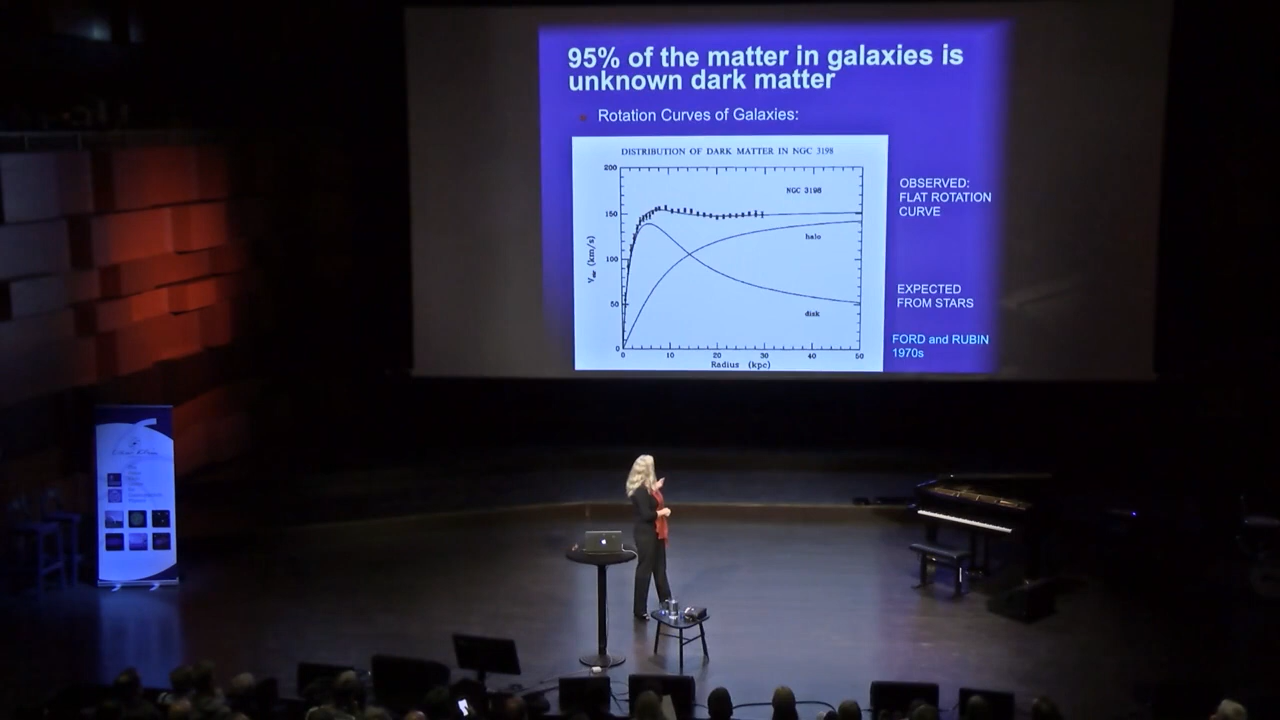 95% of the matter in galaxies is
unknown dark matter
Rotation Curves of Galaxies:
DISTRIBUTION OF DARK MATTER IN NGC 3198
NGC 3198
halo
disk
200
150
100
50
0
0 10 20 30 40 50
Radius (kpc)
(km/s)
OBSERVED:
FLAT ROTATION
CURVE
EXPECTED
FROM STARS
FORD and RUBIN
1970s